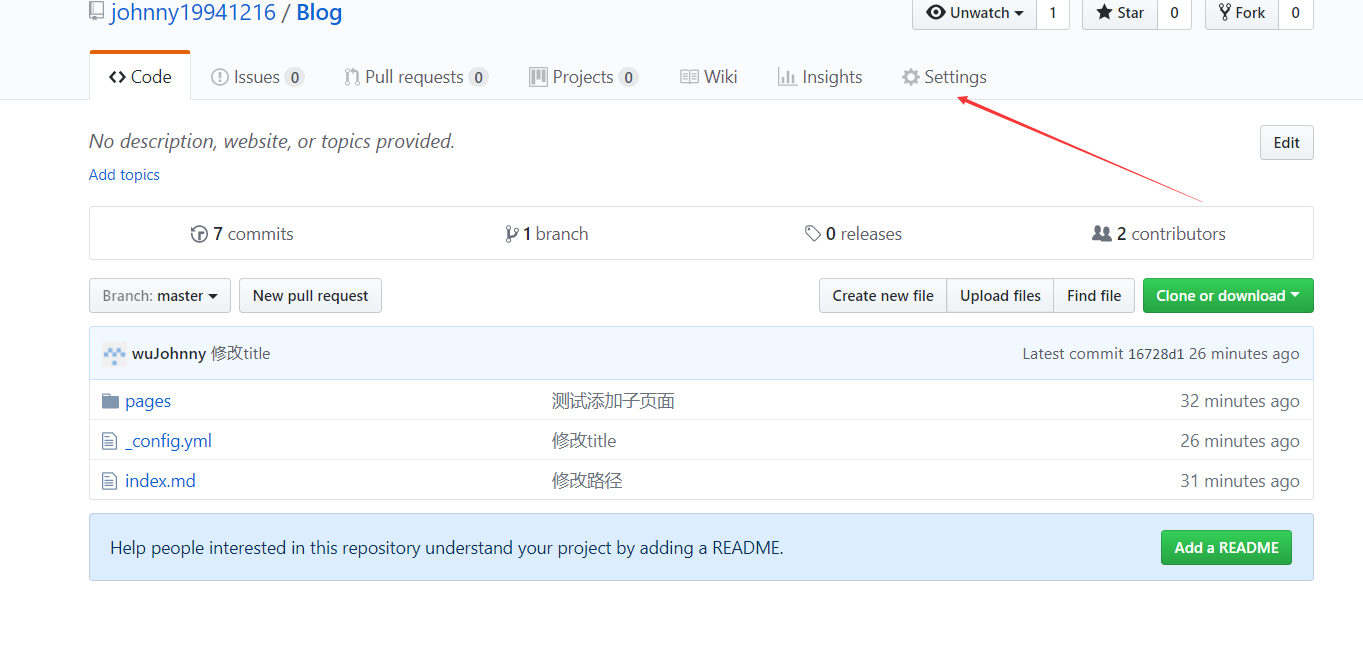 johnny19941216 / Blog
Unwatch 1 Star 0 Fork 0
Code Issues 0 Pull requests 0 Projects 0 Wiki Insights Settings
No description, website, or topics provided. Edit
Add topics
7 commits 1 branch 0 releases 2 contributors
Branch: master New pull request Create new file Upload files Find file Clone or download
wuJohnny 修改title Latest commit 16728d1 26 minutes ago
pages 测试添加子页面 32 minutes ago
_config.yml 修改title 26 minutes ago
index.md 修改路径 31 minutes ago
Help people interested in this repository understand your project by adding a README. Add a README